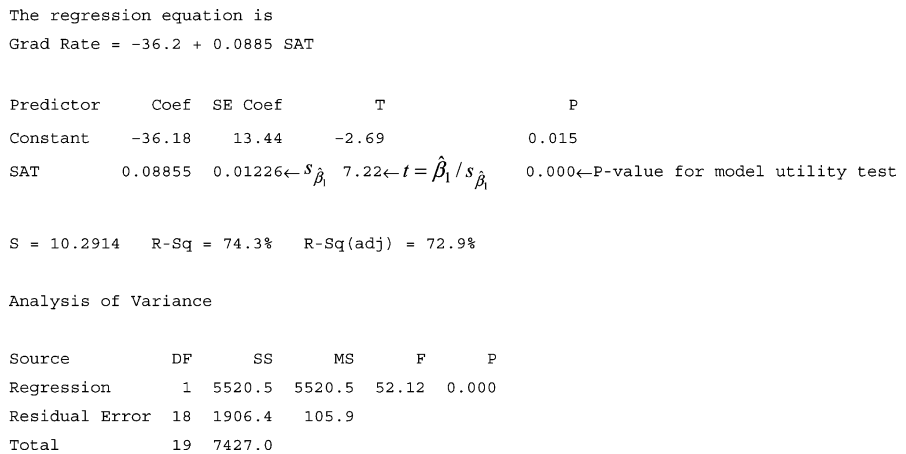 The regression equation is
Grad Rate = −36.2 + 0.0885 SAT
Predictor Coef SE Coef T P
Constant −36.18 13.44 −2.69 0.015
SAT 0.08855 0.01226← s_β̂₁ 7.22← t = β̂₁ / s_β̂₁ 0.000←P-value for model utility test
S = 10.2914 R-Sq = 74.3% R-Sq(adj) = 72.9%
Analysis of Variance
Source DF SS MS F P
Regression 1 5520.5 5520.5 52.12 0.000
Residual Error 18 1906.4 105.9
Total 19 7427.0